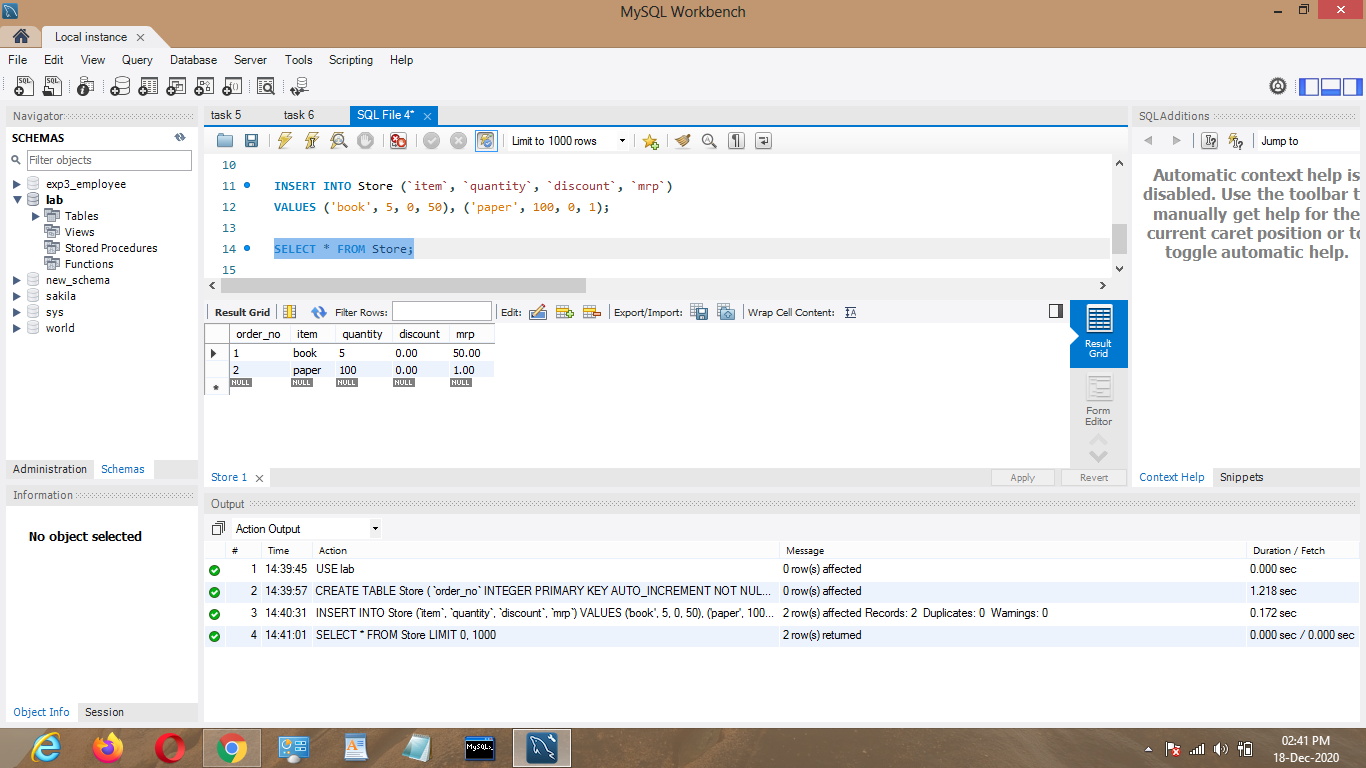 MySQL Workbench
Local instance
File Edit View Query Database Server Tools Scripting Help
Navigator
SCHEMAS
Filter objects
exp3_employee
lab
Tables
Views
Stored Procedures
Functions
new_schema
sakila
sys
world
Administration Schemas
Information
No object selected
Object Info Session
task 5 task 6 SQL File 4*
Limit to 1000 rows
10
11 INSERT INTO Store (`item`, `quantity`, `discount`, `mrp`)
12 VALUES ('book', 5, 0, 50), ('paper', 100, 0, 1);
13
14 SELECT * FROM Store;
15
Result Grid Filter Rows: Edit: Export/Import: Wrap Cell Content:
order_no item quantity discount mrp
1 book 5 0.00 50.00
2 paper 100 0.00 1.00
NULL NULL NULL NULL NULL
Result
Grid
Form
Editor
Store 1 Apply Revert
SQLAdditions
Jump to
Automatic context help is
disabled. Use the toolbar t
manually get help for the
current caret position or to
toggle automatic help.
Context Help Snippets
Output
Action Output
# Time Action Message Duration / Fetch
1 14:39:45 USE lab 0 row(s) affected 0.000 sec
2 14:39:57 CREATE TABLE Store ( `order_no` INTEGER PRIMARY KEY AUTO_INCREMENT NOT NUL... 0 row(s) affected 1.218 sec
3 14:40:31 INSERT INTO Store (`item`, `quantity`, `discount`, `mrp`) VALUES ('book', 5, 0, 50), ('paper', 100... 2 row(s) affected Records: 2 Duplicates: 0 Warnings: 0 0.172 sec
4 14:41:01 SELECT * FROM Store LIMIT 0, 1000 2 row(s) returned 0.000 sec / 0.000 sec
02:41 PM
18-Dec-2020